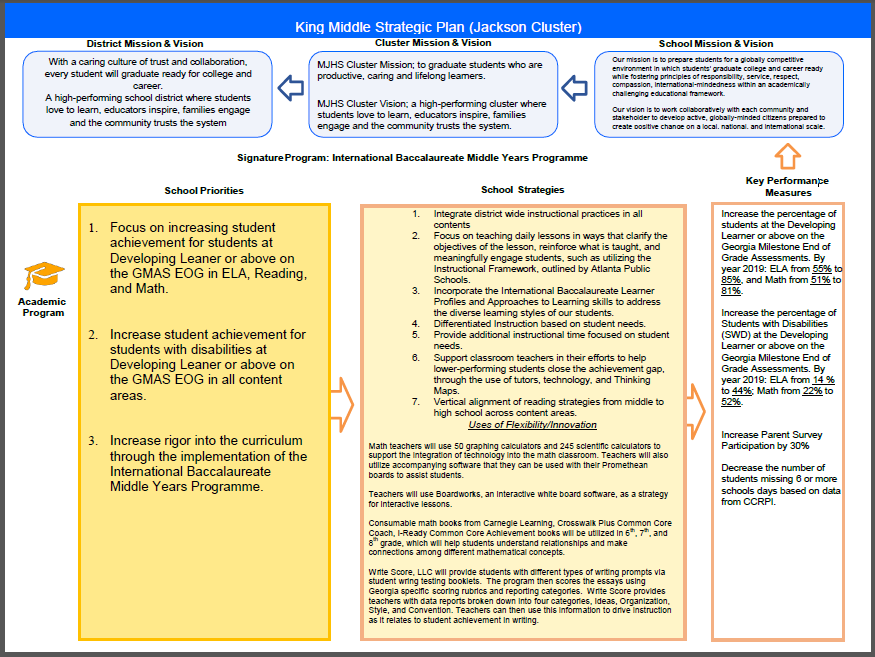 King Middle Strategic Plan (Jackson Cluster)
District Mission & Vision
With a caring culture of trust and collaboration,
every student will graduate ready for college and
career.
A high-performing school district where students
love to learn, educators inspire, families engage
and the community trusts the system
Cluster Mission & Vision
MJHS Cluster Mission; to graduate students who are
productive, caring and lifelong learners.
MJHS Cluster Vision; a high-performing cluster where
students love to learn, educators inspire, families
engage and the community trusts the system.
School Mission & Vision
Our mission is to prepare students for a globally competitive
environment in which students' graduate college and career ready
while fostering principles of responsibility, service, respect,
compassion, international-mindedness within an academically
challenging educational framework.
Our vision is to work collaboratively with each community and
stakeholder to develop active, globally-minded citizens prepared to
create positive change on a local, national, and international scale.
Signature Program: International Baccalaureate Middle Years Programme
Academic
Program
School Priorities
1. Focus on increasing student
achievement for students at
Developing Leaner or above on
the GMAS EOG in ELA, Reading,
and Math.
2. Increase student achievement for
students with disabilities at
Developing Leaner or above on
the GMAS EOG in all content
areas.
3. Increase rigor into the curriculum
through the implementation of the
International Baccalaureate
Middle Years Programme.
School Strategies
1. Integrate district wide instructional practices in all
contents
2. Focus on teaching daily lessons in ways that clarify the
objectives of the lesson, reinforce what is taught, and
meaningfully engage students, such as utilizing the
Instructional Framework, outlined by Atlanta Public
Schools.
3. Incorporate the International Baccalaureate Learner
Profiles and Approaches to Learning skills to address
the diverse learning styles of our students.
4. Differentiated Instruction based on student needs.
5. Provide additional instructional time focused on student
needs.
6. Support classroom teachers in their efforts to help
lower-performing students close the achievement gap,
through the use of tutors, technology, and Thinking
Maps.
7. Vertical alignment of reading strategies from middle to
high school across content areas.
Uses of Flexibility/Innovation
Math teachers will use 50 graphing calculators and 245 scientific calculators to
support the integration of technology into the math classroom. Teachers will also
utilize accompanying software that they can be used with their Promethean
boards to assist students.
Teachers will use Boardworks, an interactive white board software, as a strategy
for interactive lessons.
Consumable math books from Carnegie Learning, Crosswalk Plus Common Core
Coach, I-Ready Common Core Achievement books will be utilized in 6th, 7th, and
8th grade, which will help students understand relationships and make
connections among different mathematical concepts.
Write Score, LLC will provide students with different types of writing prompts via
student wring testing booklets. The program then scores the essays using
Georgia specific scoring rubrics and reporting categories. Write Score provides
teachers with data reports broken down into four categories, Ideas, Organization,
Style, and Convention. Teachers can then use this information to drive instruction
as it relates to student achievement in writing.
Key Performance
Measures
Increase the percentage of
students at the Developing
Learner or above on the
Georgia Milestone End of
Grade Assessments. By
year 2019: ELA from 55% to
85%, and Math from 51% to
81%.
Increase the percentage of
Students with Disabilities
(SWD) at the Developing
Learner or above on the
Georgia Milestone End of
Grade Assessments. By
year 2019: ELA from 14 %
to 44%; Math from 22% to
52%.
Increase Parent Survey
Participation by 30%
Decrease the number of
students missing 6 or more
schools days based on data
from CCRPI.